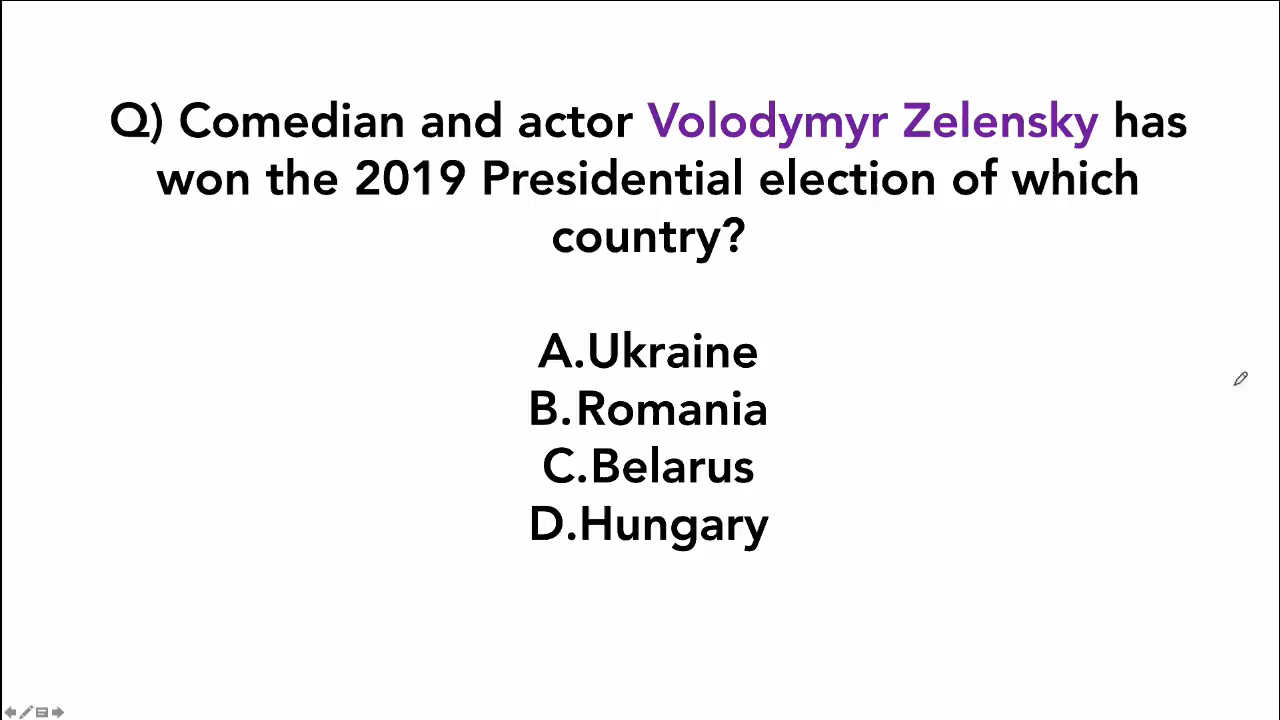 Q) Comedian and actor Volodymyr Zelensky has
won the 2019 Presidential election of which
country?
A.Ukraine
B.Romania
C.Belarus
D.Hungary